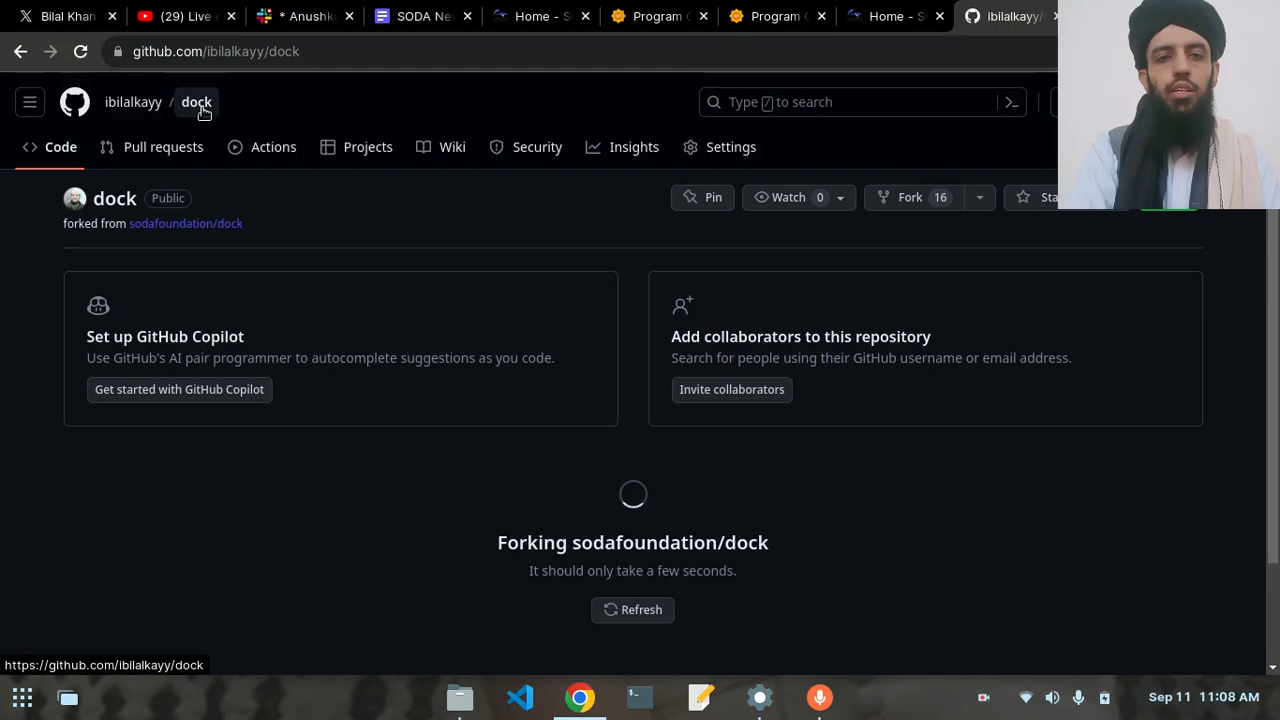 Bilal Khan
(29) Live
* Anushka
SODA Ne
Home - S
Program
Program
Home - S
ibilalkayy/
github.com/ibilalkayy/dock
ibilalkayy / dock
Type / to search
Code
Pull requests
Actions
Projects
Wiki
Security
Insights
Settings
dock
Public
Pin
Watch 0
Fork 16
forked from sodafoundation/dock
Set up GitHub Copilot
Use GitHub's AI pair programmer to autocomplete suggestions as you code.
Get started with GitHub Copilot
Add collaborators to this repository
Search for people using their GitHub username or email address.
Invite collaborators
Forking sodafoundation/dock
It should only take a few seconds.
Refresh
https://github.com/ibilalkayy/dock
Sep 11 11:08 AM